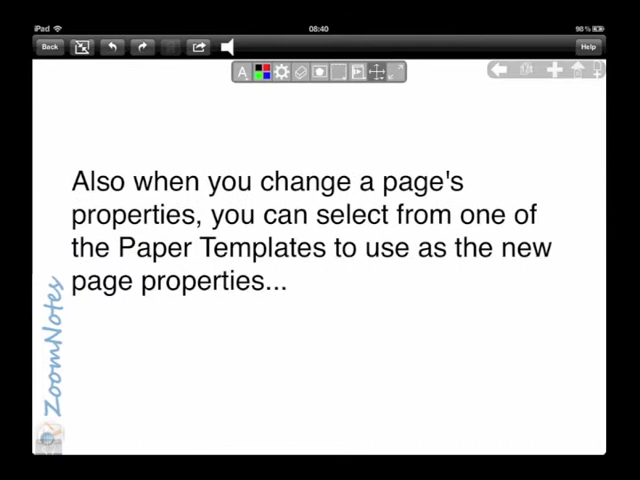 iPad 08:40 98%
Back Help
A
Also when you change a page's
properties, you can select from one of
the Paper Templates to use as the new
page properties...
ZoomNotes